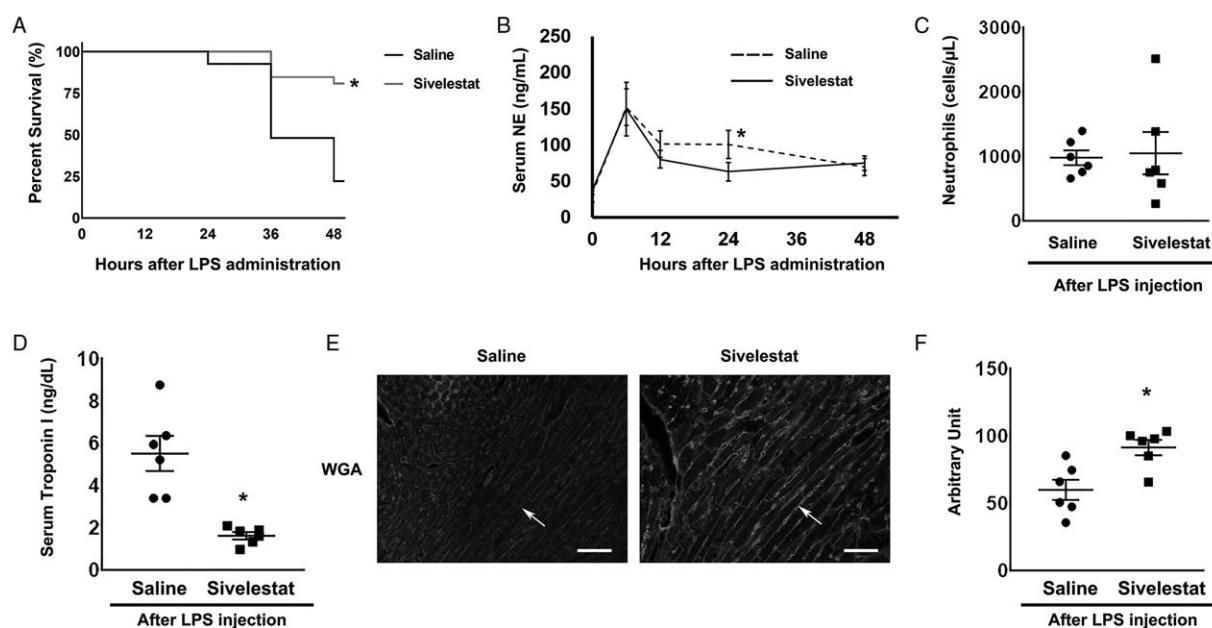 A
Percent Survival (%)
100
75
50
25
0
0 12 24 36 48
Hours after LPS administration
Saline
Sivelestat
*
B
Serum NE (ng/mL)
250
200
150
100
50
0
0 12 24 36 48
Hours after LPS administration
Saline
Sivelestat
*
C
Neutrophils (cells/µL)
3000
2000
1000
0
Saline Sivelestat
After LPS injection
D
Serum Troponin I (ng/dL)
10
8
6
4
2
0
*
Saline Sivelestat
After LPS injection
E
Saline Sivelestat
WGA
F
Arbitrary Unit
150
100
50
0
*
Saline Sivelestat
After LPS injection